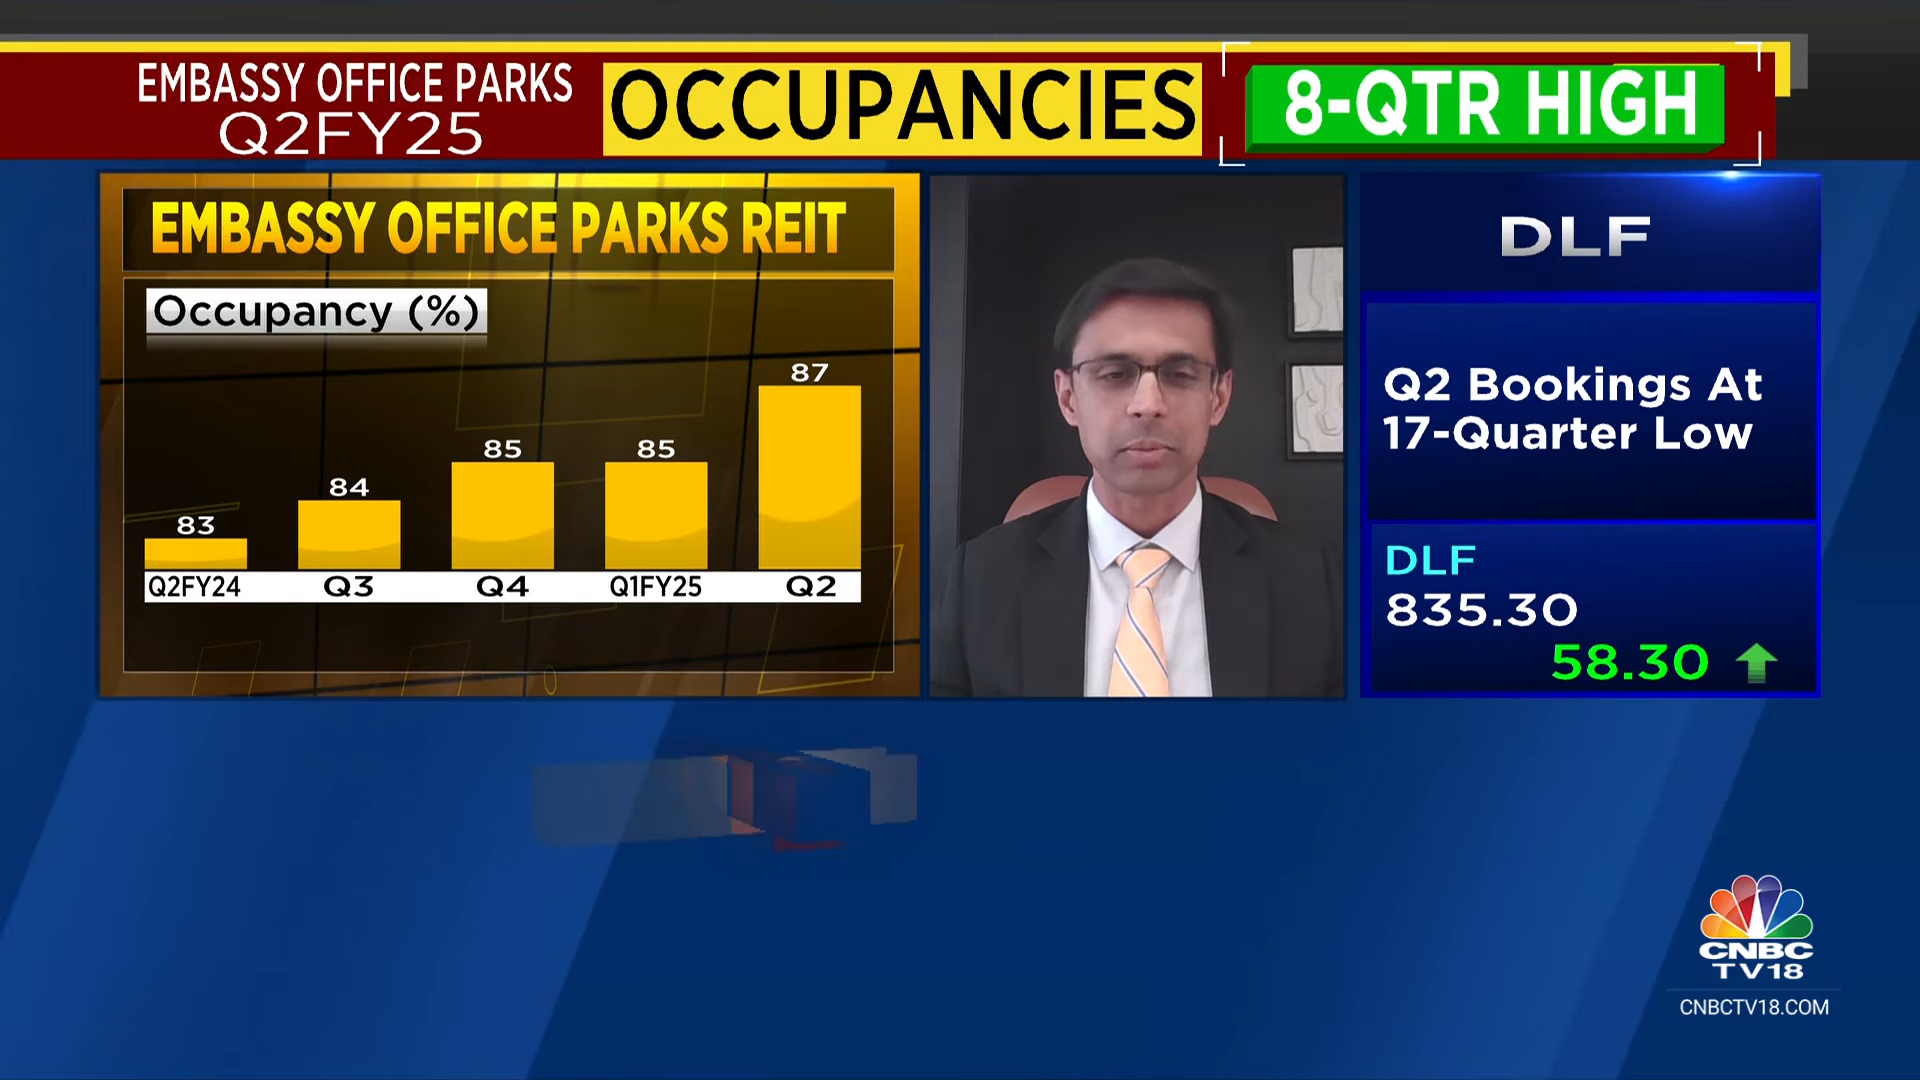 EMBASSY OFFICE PARKS
Q2FY25
OCCUPANCIES
8-QTR HIGH
EMBASSY OFFICE PARKS REIT
Occupancy (%)
83
84
85
85
87
Q2FY24
Q3
Q4
Q1FY25
Q2
DLF
Q2 Bookings At
17-Quarter Low
DLF
835.30
58.30
CNBC
TV18
CNBCTV18.COM